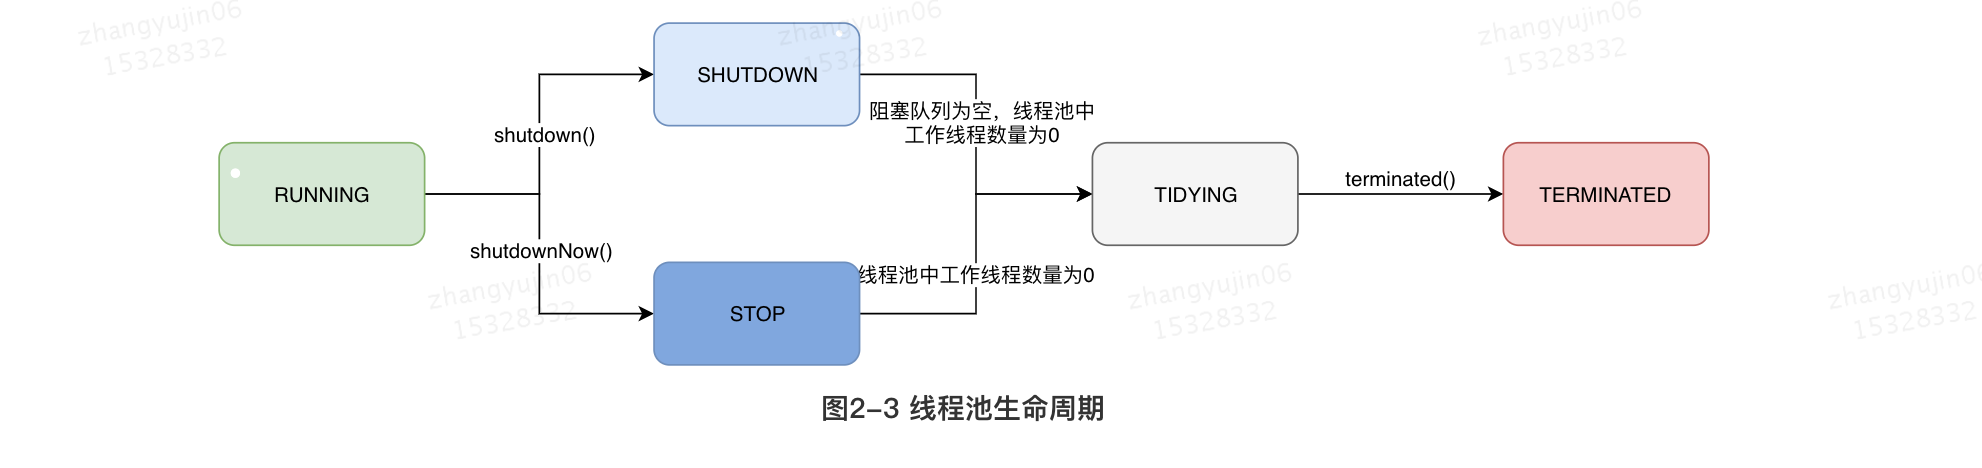 zhangyujin06
15328332
zhangyujin06
15328332
zhangyujin06
15328332
SHUTDOWN
阻塞队列为空，线程池中
工作线程数量为0
shutdown()
RUNNING
TIDYING
terminated()
TERMINATED
shutdownNow()
线程池中工作线程数量为0
zhangyujin06
15328332
zhangyujin06
15328332
zhangyujin06
15328332
STOP
图2-3 线程池生命周期